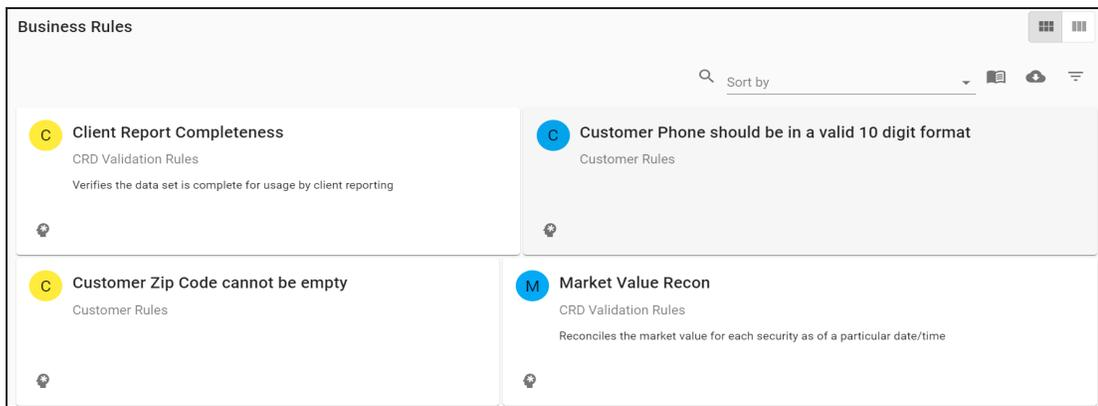 Business Rules
Sort by
C
Client Report Completeness
CRD Validation Rules
Verifies the data set is complete for usage by client reporting
C
Customer Phone should be in a valid 10 digit format
Customer Rules
C
Customer Zip Code cannot be empty
Customer Rules
M
Market Value Recon
CRD Validation Rules
Reconciles the market value for each security as of a particular date/time